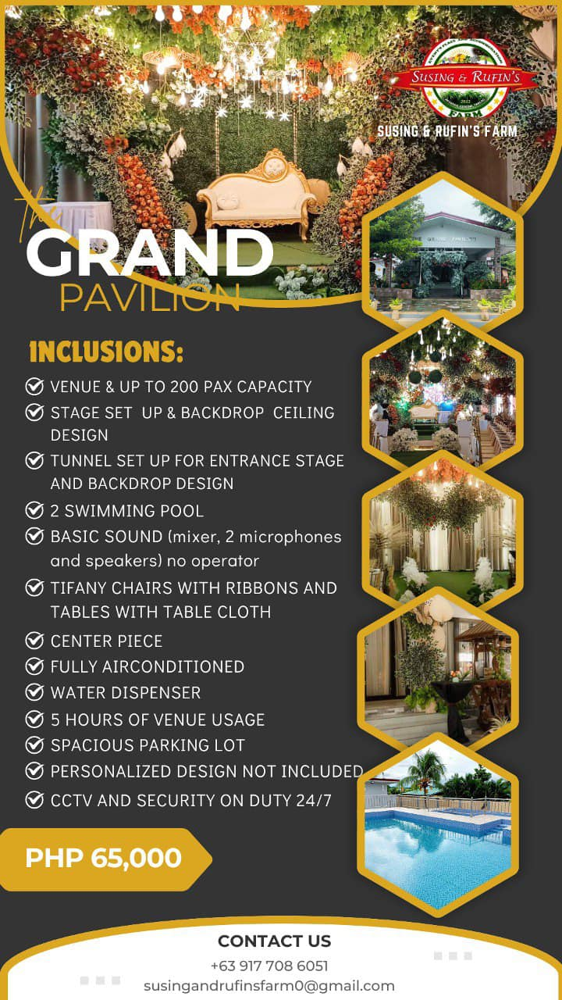 SUSING & RUFIN'S
2022
FARM
SUSING & RUFIN'S FARM
the
GRAND
PAVILION
THE GRAND PAVILION
INCLUSIONS:
VENUE & UP TO 200 PAX CAPACITY
STAGE SET UP & BACKDROP CEILING
DESIGN
TUNNEL SET UP FOR ENTRANCE STAGE
AND BACKDROP DESIGN
2 SWIMMING POOL
BASIC SOUND (mixer, 2 microphones
and speakers) no operator
TIFANY CHAIRS WITH RIBBONS AND
TABLES WITH TABLE CLOTH
CENTER PIECE
FULLY AIRCONDITIONED
WATER DISPENSER
5 HOURS OF VENUE USAGE
SPACIOUS PARKING LOT
PERSONALIZED DESIGN NOT INCLUDED
CCTV AND SECURITY ON DUTY 24/7
PHP 65,000
CONTACT US
+63 917 708 6051
susingandrufinsfarm0@gmail.com